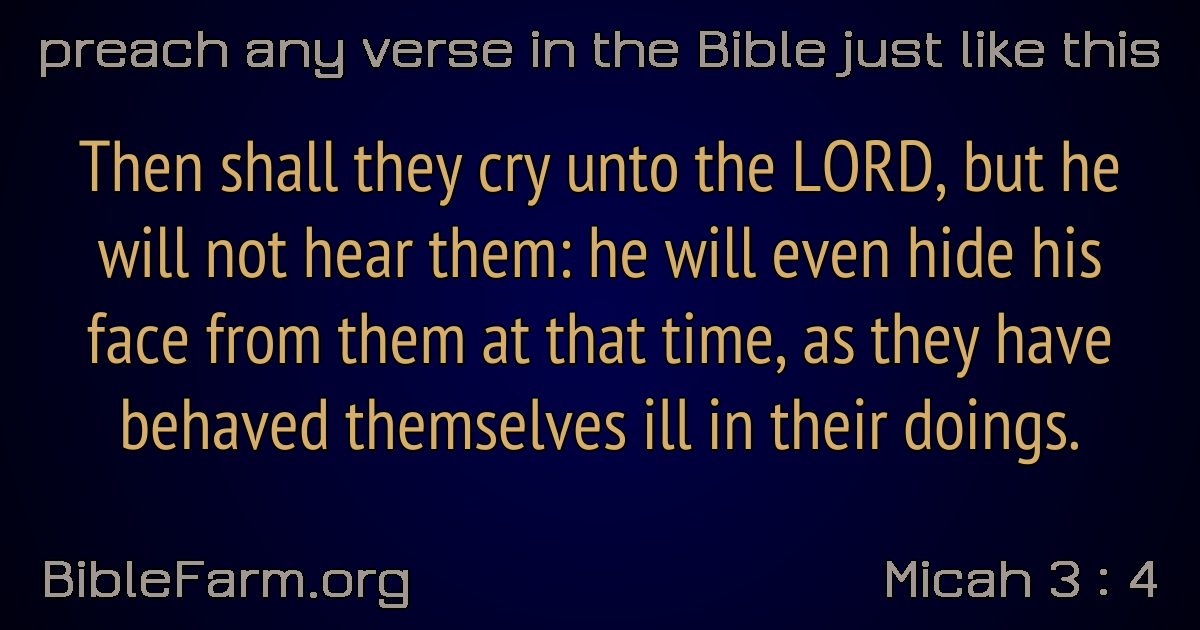 preach any verse in the Bible just like this
Then shall they cry unto the LORD, but he
will not hear them: he will even hide his
face from them at that time, as they have
behaved themselves ill in their doings.
BibleFarm.org
Micah 3 : 4